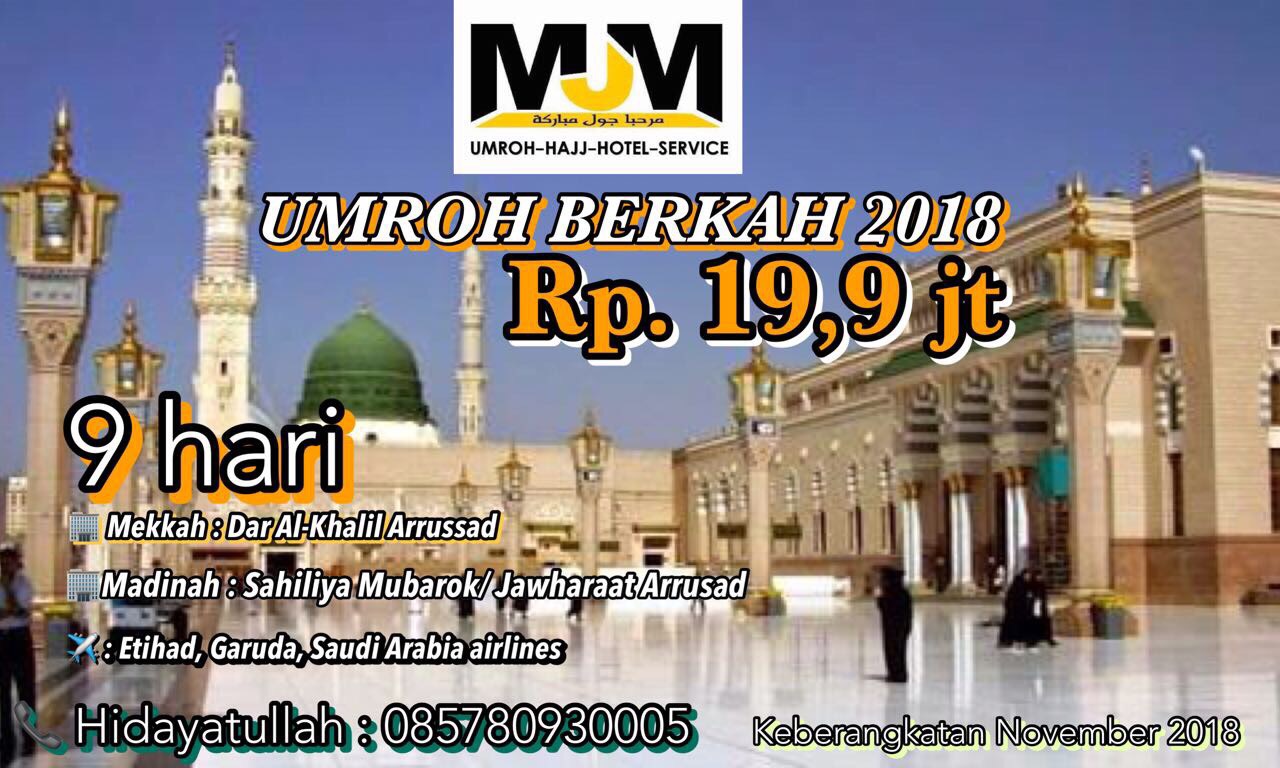 MJM
مرحبا جول مباركة
UMROH-HAJJ-HOTEL-SERVICE
UMROH BERKAH 2018
Rp. 19,9 jt
9 hari
🏢 Mekkah : Dar Al-Khalil Arrussad
🏢Madinah : Sahiliya Mubarok/ Jawharaat Arrusad
✈️ : Etihad, Garuda, Saudi Arabia airlines
📞 Hidayatullah : 085780930005
Keberangkatan November 2018